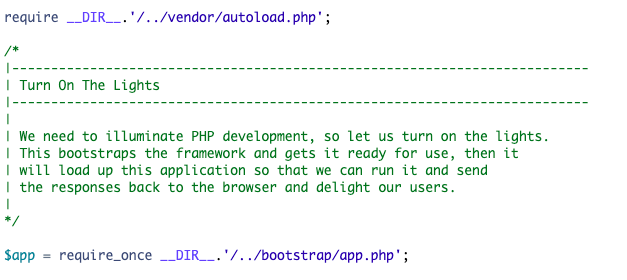 require __DIR__.'/../vendor/autoload.php';
/*
|--------------------------------------------------------------------------
| Turn On The Lights
|--------------------------------------------------------------------------
|
| We need to illuminate PHP development, so let us turn on the lights.
| This bootstraps the framework and gets it ready for use, then it
| will load up this application so that we can run it and send
| the responses back to the browser and delight our users.
|
*/
$app = require_once __DIR__.'/../bootstrap/app.php';